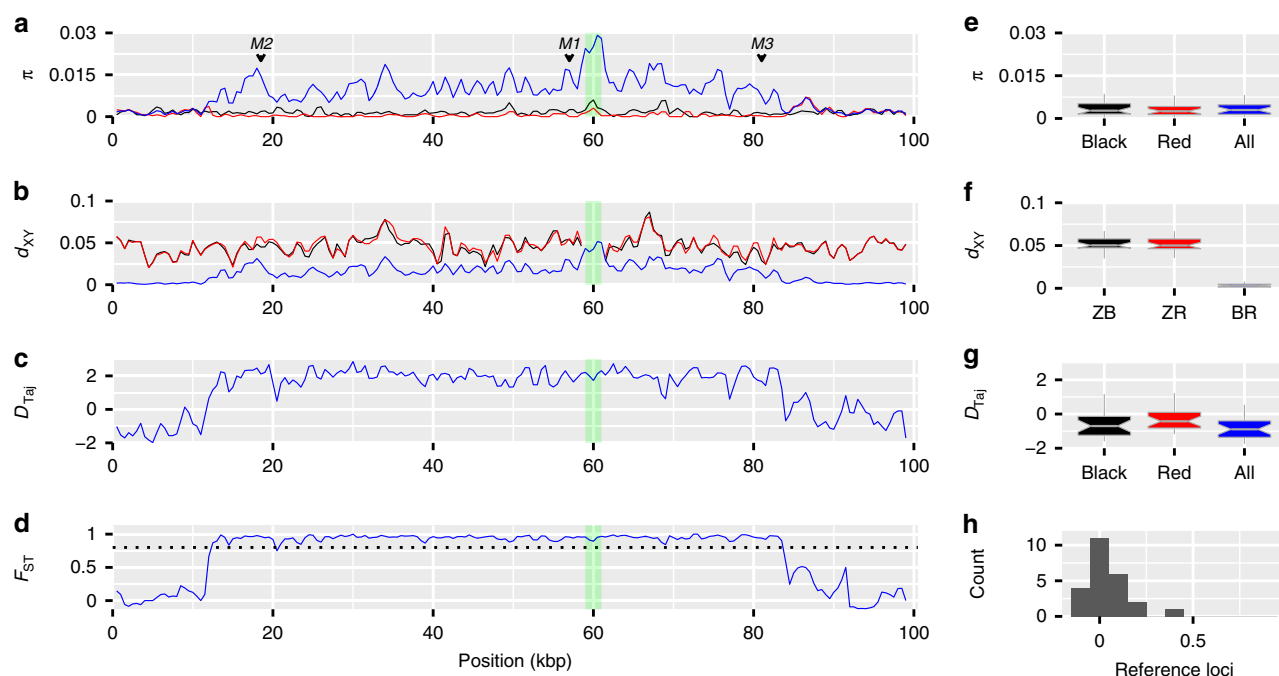 a
π
0.03
0.015
0
M2
M1
M3
0 20 40 60 80 100
b
dXY
0.1
0.05
0
0 20 40 60 80 100
c
DTaj
2
0
−2
0 20 40 60 80 100
d
FST
1
0.5
0
0 20 40 60 80 100
Position (kbp)
e
π
0.03
0.015
0
Black Red All
f
dXY
0.1
0.05
0
ZB ZR BR
g
DTaj
2
0
−2
Black Red All
h
Count
10
5
0
0 0.5
Reference loci